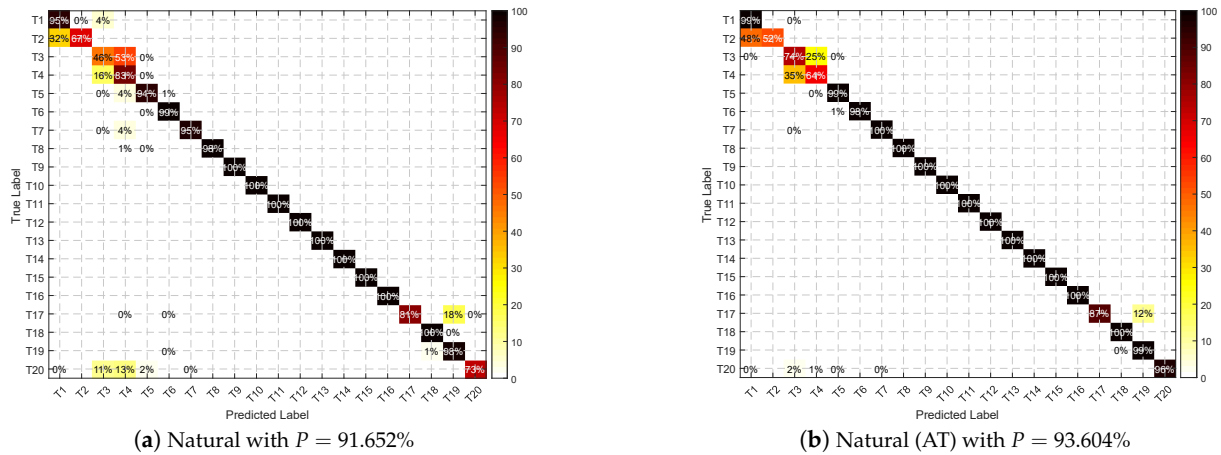 T1 95% 0% 4%
T2 32% 67%
T3 46% 53% 0%
T4 16% 83% 0%
T5 0% 4% 94% 1%
T6 0% 99%
T7 0% 4% 95%
T8 1% 0% 98%
T9 100%
T10 100%
T11 100%
T12 100%
T13 100%
T14 100%
T15 100%
T16 100%
T17 0% 0% 81% 18% 0%
T18 100% 0%
T19 0% 1% 98%
T20 0% 11% 13% 2% 0% 73%
T1 T2 T3 T4 T5 T6 T7 T8 T9 T10 T11 T12 T13 T14 T15 T16 T17 T18 T19 T20
True Label
Predicted Label
100
90
80
70
60
50
40
30
20
10
0
(a) Natural with P = 91.652%
T1 99% 0%
T2 48% 52%
T3 0% 74% 25% 0%
T4 35% 64%
T5 0% 99%
T6 1% 98%
T7 0% 100%
T8 100%
T9 100%
T10 100%
T11 100%
T12 100%
T13 100%
T14 100%
T15 100%
T16 100%
T17 87% 12%
T18 100%
T19 0% 99%
T20 0% 2% 1% 0% 0% 96%
T1 T2 T3 T4 T5 T6 T7 T8 T9 T10 T11 T12 T13 T14 T15 T16 T17 T18 T19 T20
True Label
Predicted Label
100
90
80
70
60
50
40
30
20
10
0
(b) Natural (AT) with P = 93.604%